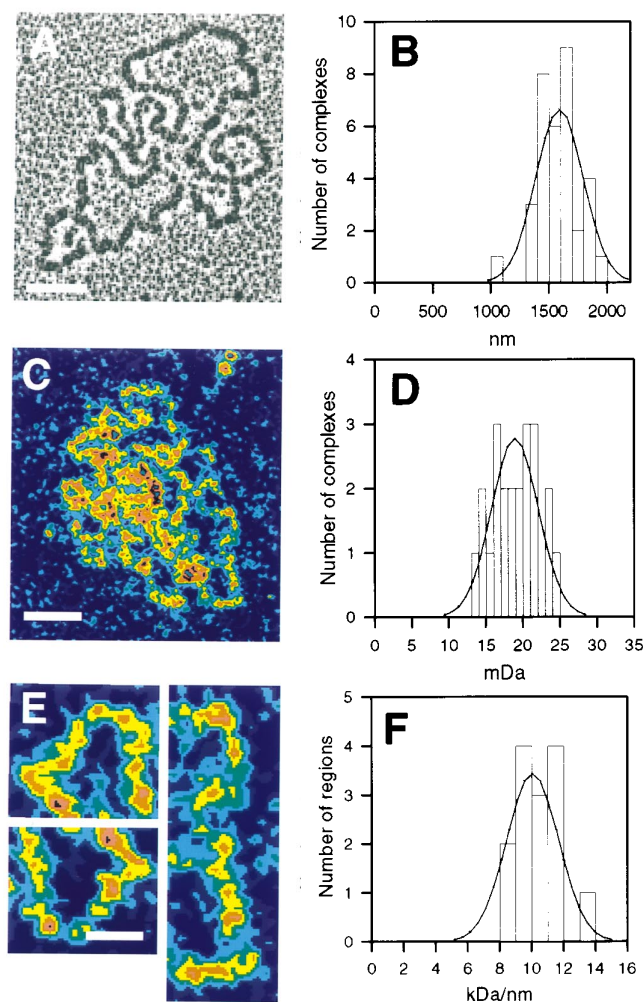 A
B
Number of complexes
10
8
6
4
2
0
0 500 1000 1500 2000
nm
C
D
Number of complexes
4
3
2
1
0
0 5 10 15 20 25 30 35
mDa
E
F
Number of regions
5
4
3
2
1
0
0 2 4 6 8 10 12 14 16
kDa/nm